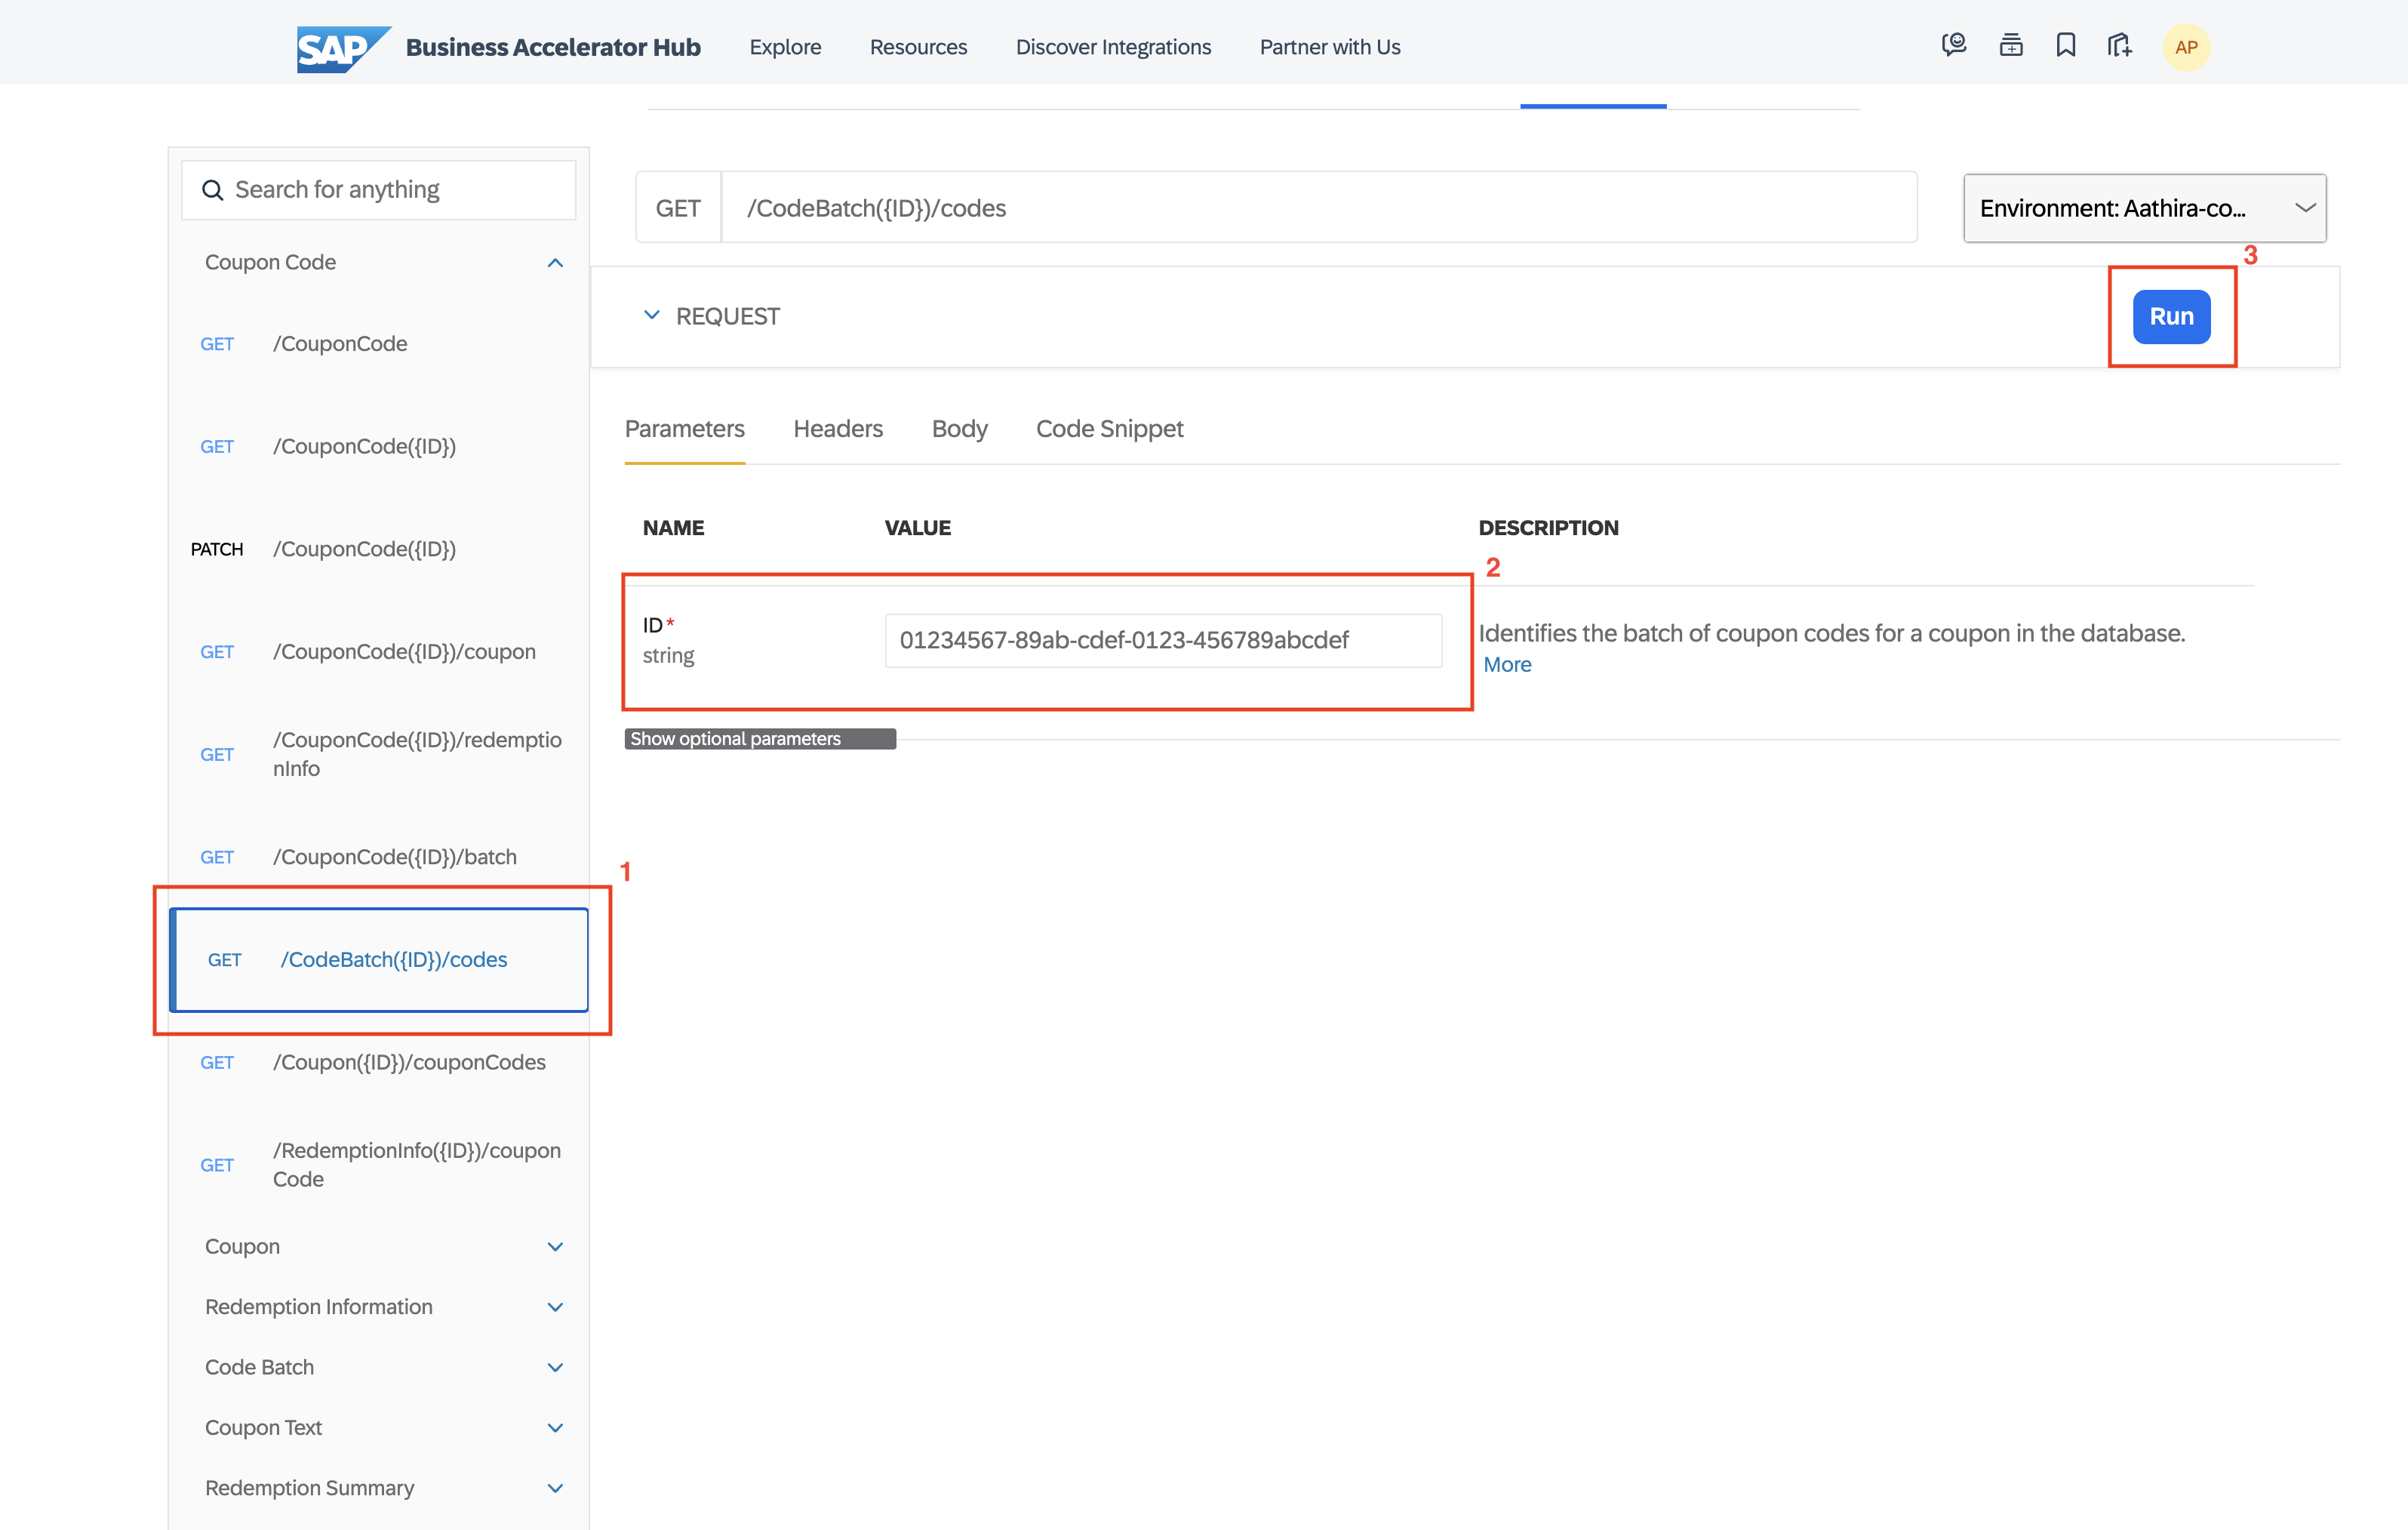 SAP Business Accelerator Hub Explore Resources Discover Integrations Partner with Us AP
Search for anything
Coupon Code
GET /CouponCode
GET /CouponCode({ID})
PATCH /CouponCode({ID})
GET /CouponCode({ID})/coupon
GET /CouponCode({ID})/redemptio
nInfo
GET /CouponCode({ID})/batch
1
GET /CodeBatch({ID})/codes
GET /Coupon({ID})/couponCodes
GET /RedemptionInfo({ID})/coupon
Code
Coupon
Redemption Information
Code Batch
Coupon Text
Redemption Summary
GET /CodeBatch({ID})/codes
Environment: Aathira-co...
3
REQUEST
Run
Parameters Headers Body Code Snippet
NAME VALUE DESCRIPTION
2
ID*
string
01234567-89ab-cdef-0123-456789abcdef
Identifies the batch of coupon codes for a coupon in the database.
More
Show optional parameters